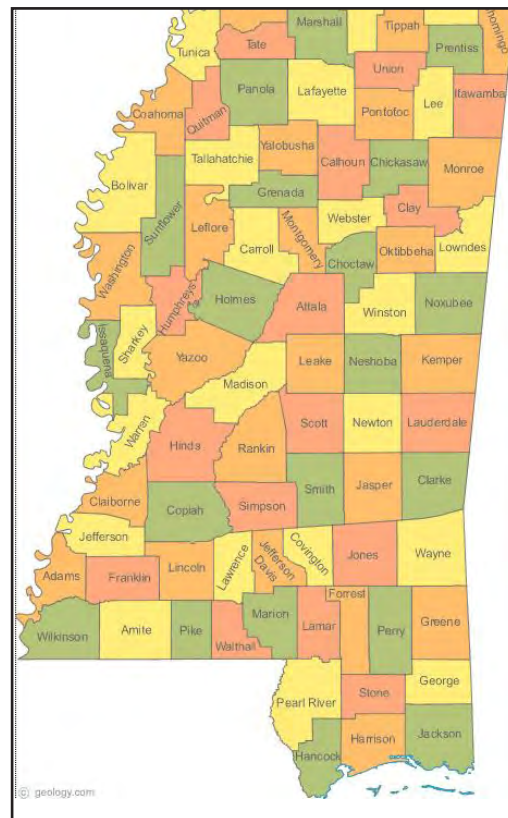 Marshall
Tippah
homingo
Tunica
Tate
Prentiss
Panola
Lafayette
Union
Lee
Itawamba
Coahoma
Quitman
Pontotoc
Tallahatchie
Yalobusha
Calhoun
Chickasaw
Monroe
Bolivar
Sunflower
Grenada
Leflore
Carroll
Montgomery
Webster
Clay
Washington
Choctaw
Oktibbeha
Lowndes
Humphreys
Holmes
Attala
Winston
Noxubee
Issaquena
Sharkey
Yazoo
Madison
Leake
Neshoba
Kemper
Warren
Hinda
Rankin
Scott
Newton
Lauderdale
Claiborne
Copiah
Simpson
Smith
Jasper
Clarke
Jefferson
Adams
Franklin
Lincoln
Lawrence
Jefferson
Davis
Covington
Jones
Wayne
Wilkinson
Amite
Pike
Walthall
Marion
Lamar
Forrest
Perry
Greene
Pearl River
Stone
George
Hancock
Harrison
Jackson
© geology.com